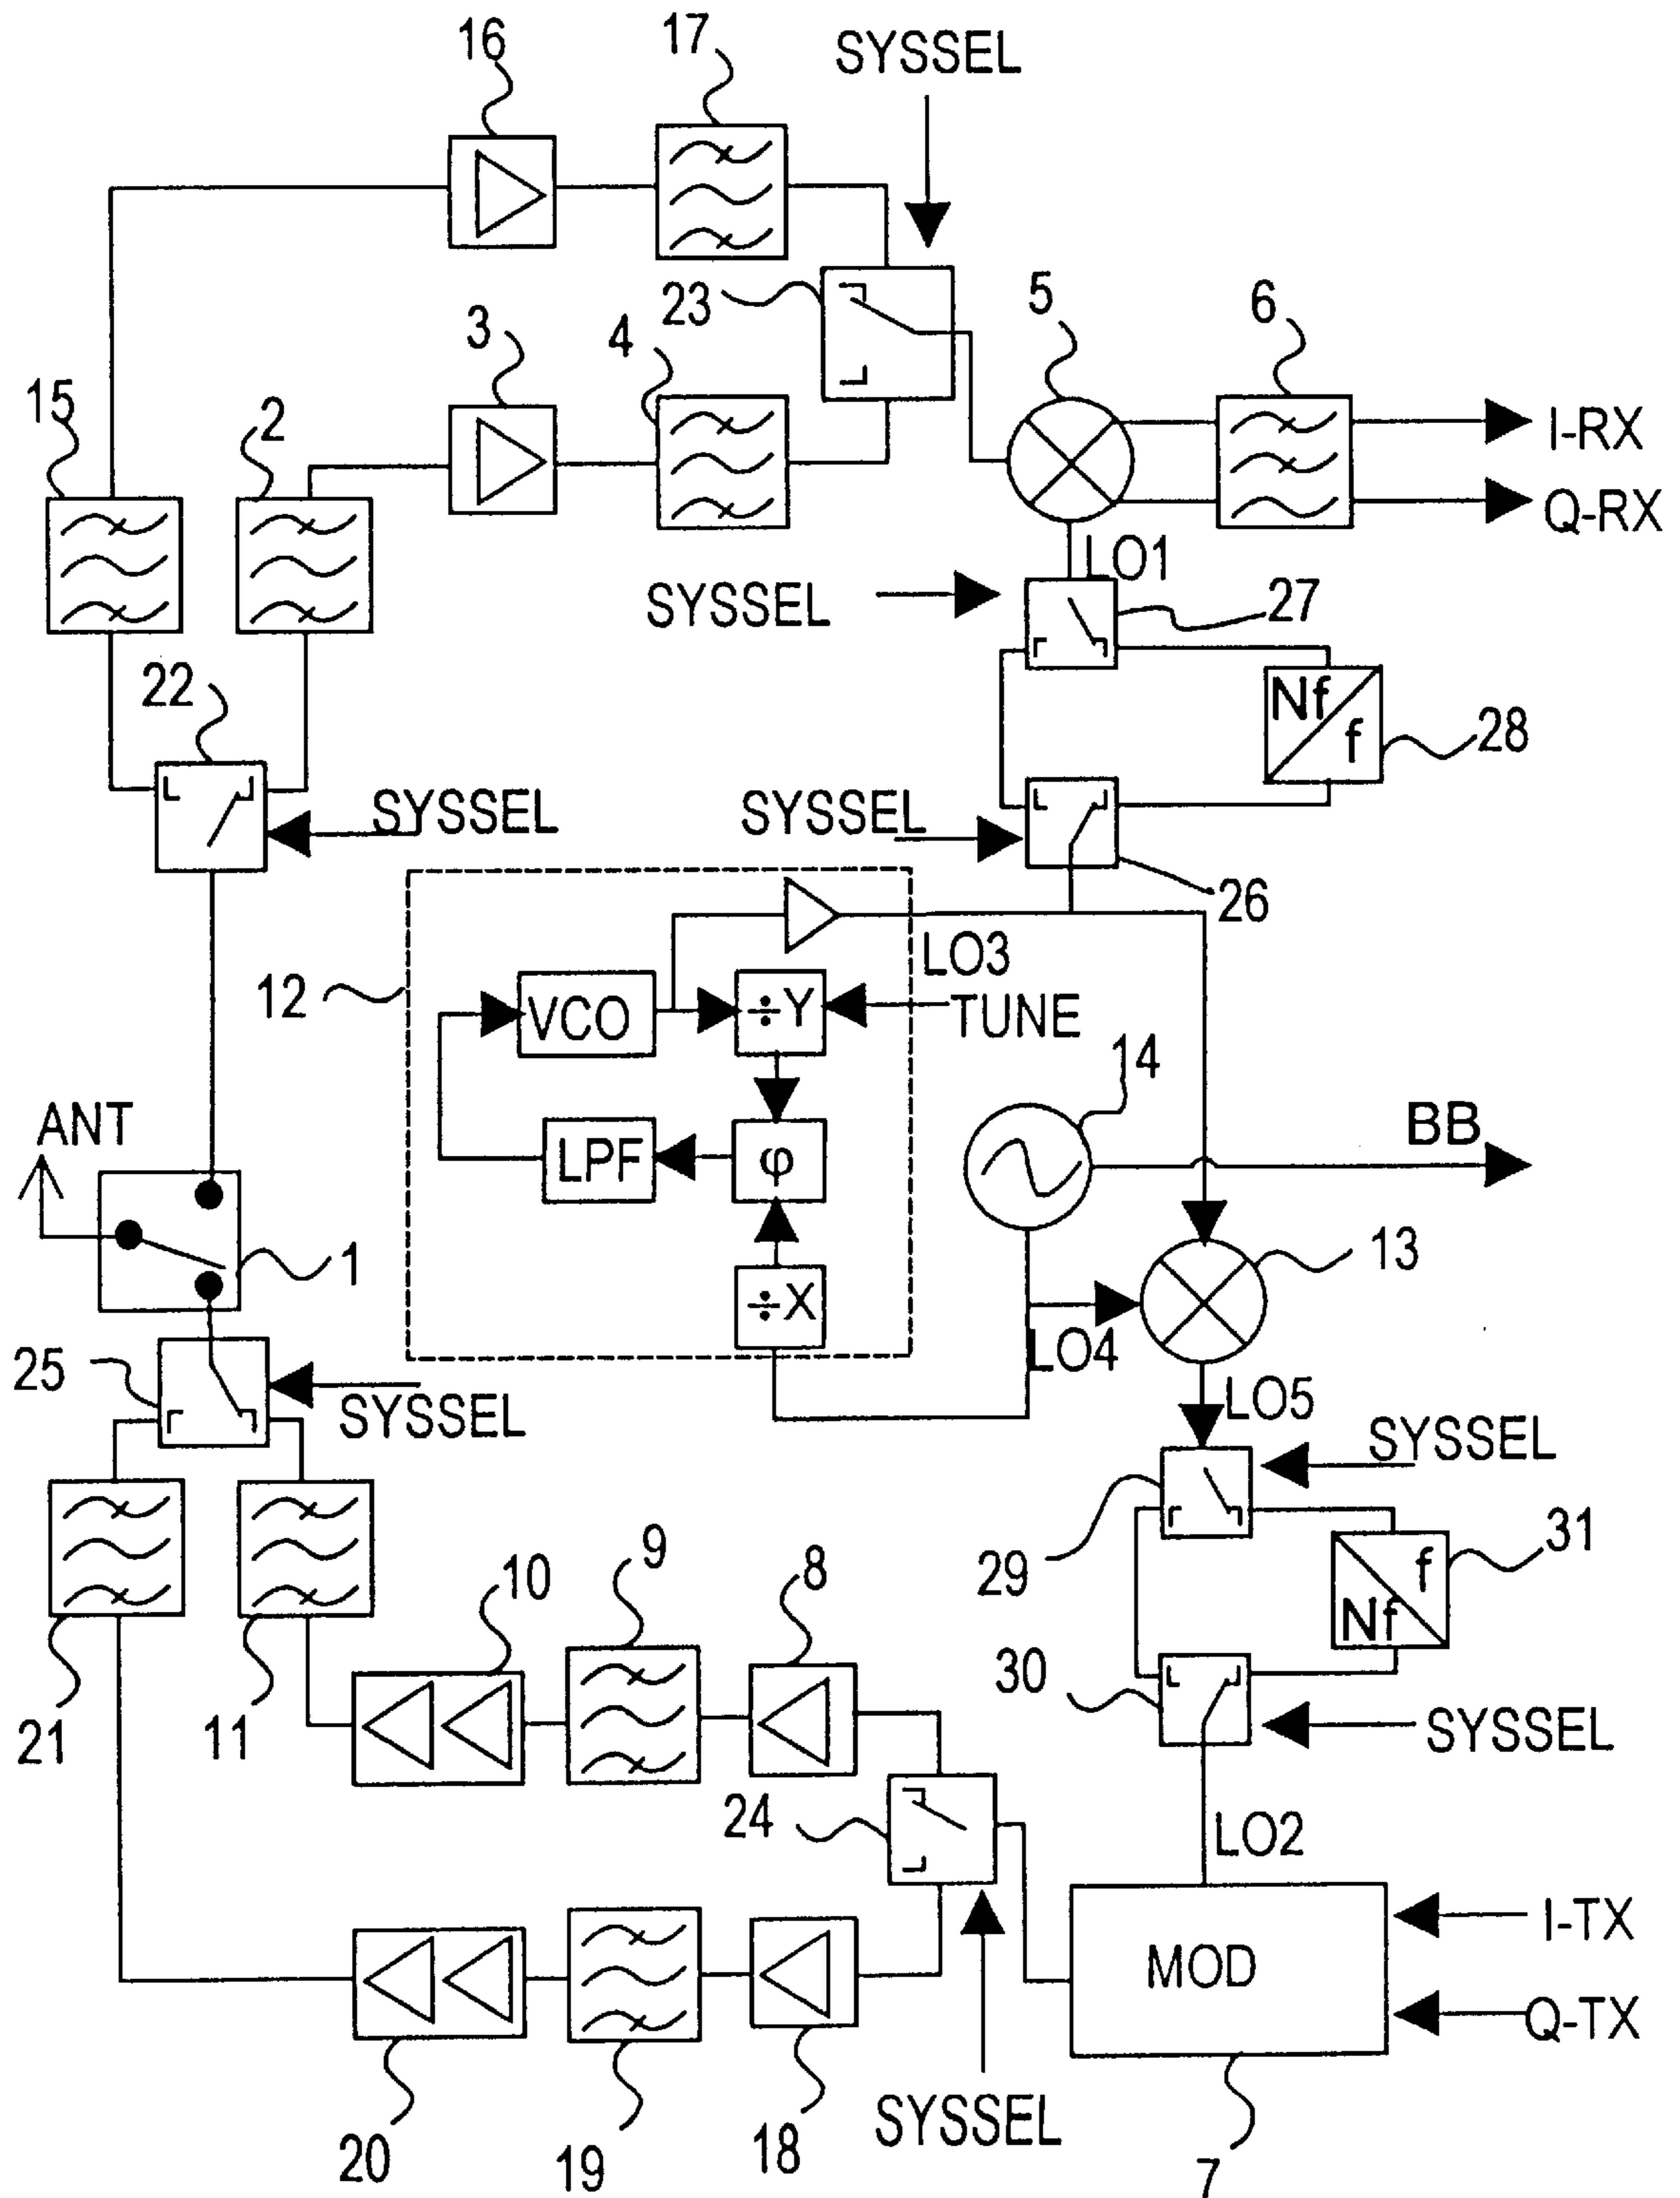 16
17
SYSSEL
23
5
6
3
4
15
2
I-RX
Q-RX
LO1
SYSSEL
27
22
Nf
f
28
SYSSEL
SYSSEL
26
LO3
12
VCO
÷Y
TUNE
14
ANT
BB
LPF
φ
1
13
÷X
LO4
25
SYSSEL
LO5
SYSSEL
29
f
Nf
31
10
9
8
30
SYSSEL
21
11
24
LO2
I-TX
MOD
Q-TX
SYSSEL
20
19
18
7